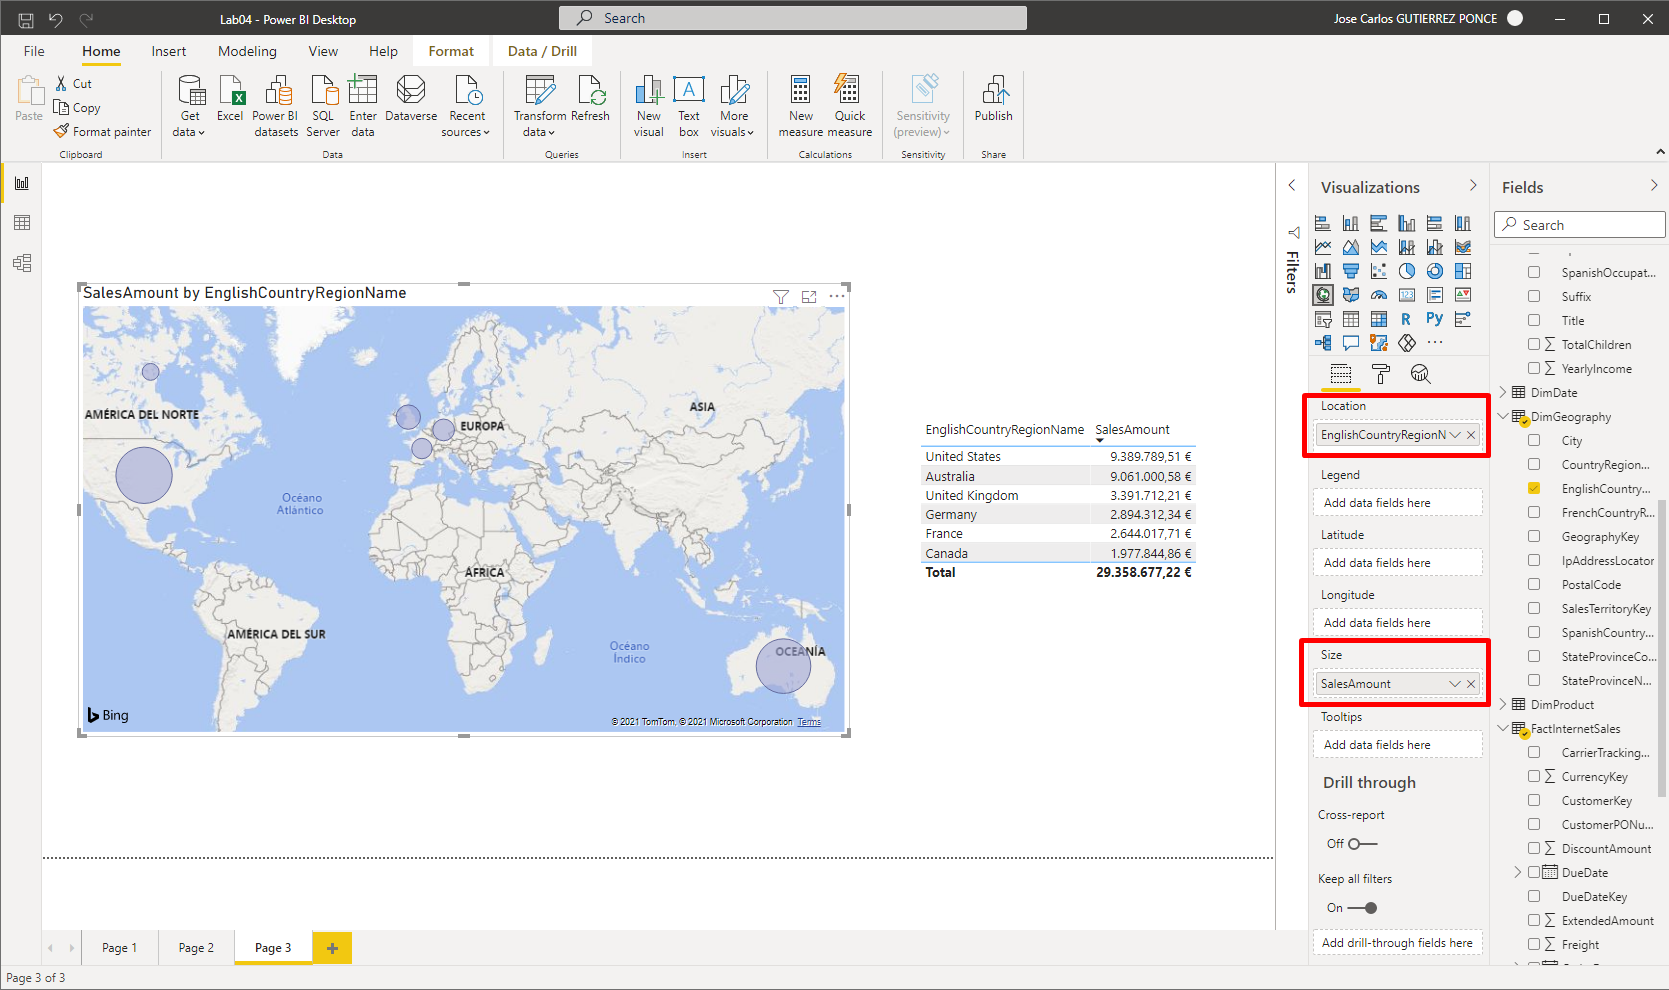 Lab04 - Power BI Desktop
Search
Jose Carlos GUTIERREZ PONCE
File
Home
Insert
Modeling
View
Help
Format
Data / Drill
Paste
Cut
Copy
Format painter
Clipboard
Get
data
Excel
Power BI
datasets
SQL
Server
Enter
data
Dataverse
Recent
sources
Data
Transform
data
Refresh
Queries
New
visual
Text
box
More
visuals
Insert
New
measure
Quick
measure
Calculations
Sensitivity
(preview)
Sensitivity
Publish
Share
SalesAmount by EnglishCountryRegionName
AMÉRICA DEL NORTE
EUROPA
ASIA
Océano
Atlántico
ÁFRICA
AMÉRICA DEL SUR
Océano
Índico
OCEANÍA
Bing
© 2021 TomTom, © 2021 Microsoft Corporation Terms
EnglishCountryRegionName SalesAmount
United States 9.389.789,51 €
Australia 9.061.000,58 €
United Kingdom 3.391.712,21 €
Germany 2.894.312,34 €
France 2.644.017,71 €
Canada 1.977.844,86 €
Total 29.358.677,22 €
Filters
Visualizations
123
R
Py
Location
EnglishCountryRegionN
Legend
Add data fields here
Latitude
Add data fields here
Longitude
Add data fields here
Size
SalesAmount
Tooltips
Add data fields here
Drill through
Cross-report
Off
Keep all filters
On
Add drill-through fields here
Fields
Search
SpanishOccupat...
Suffix
Title
TotalChildren
YearlyIncome
DimDate
DimGeography
City
CountryRegion...
EnglishCountry...
FrenchCountryR...
GeographyKey
IpAddressLocator
PostalCode
SalesTerritoryKey
SpanishCountry...
StateProvinceCo...
StateProvinceN...
DimProduct
FactInternetSales
CarrierTracking...
CurrencyKey
CustomerKey
CustomerPONu...
DiscountAmount
DueDate
DueDateKey
ExtendedAmount
Freight
Page 1
Page 2
Page 3
Page 3 of 3